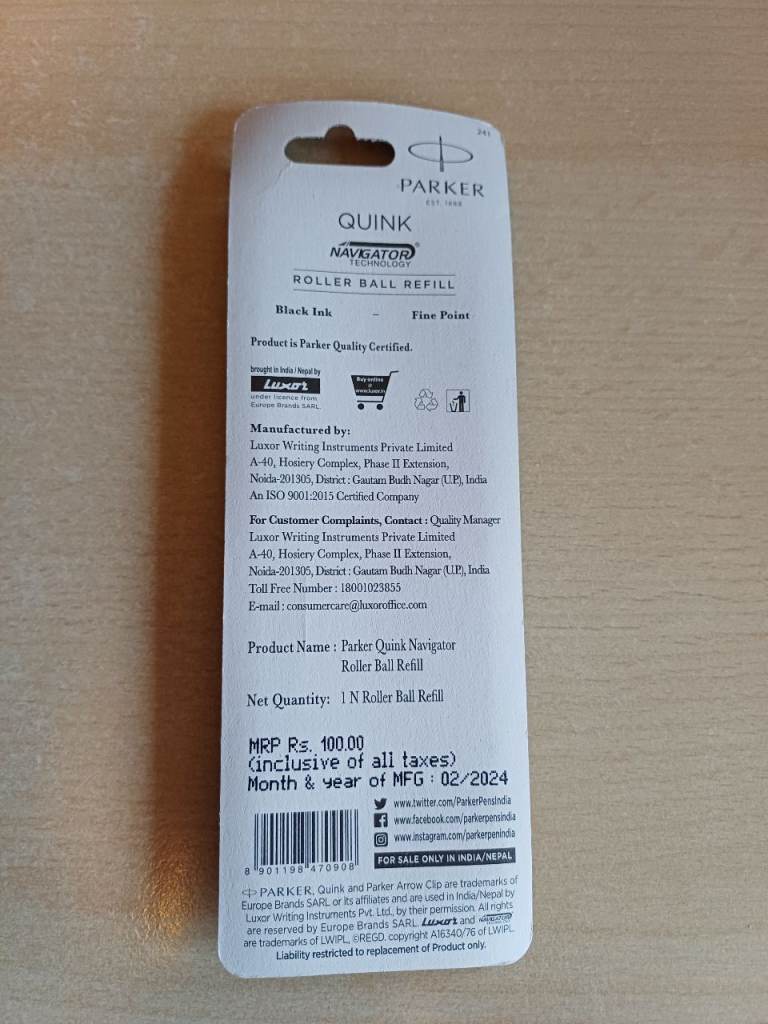 241
PARKER
EST. 1888
QUINK
NAVIGATOR®
TECHNOLOGY
ROLLER BALL REFILL
Black Ink – Fine Point
Product is Parker Quality Certified.
brought in India / Nepal by
Luxor
under licence from
Europe Brands SARL.
Buy online
@
www.luxor.in
Manufactured by:
Luxor Writing Instruments Private Limited
A-40, Hosiery Complex, Phase II Extension,
Noida-201305, District : Gautam Budh Nagar (U.P.), India
An ISO 9001:2015 Certified Company
For Customer Complaints, Contact : Quality Manager
Luxor Writing Instruments Private Limited
A-40, Hosiery Complex, Phase II Extension,
Noida-201305, District : Gautam Budh Nagar (U.P.), India
Toll Free Number : 18001023855
E-mail : consumercare@luxoroffice.com
Product Name : Parker Quink Navigator
Roller Ball Refill
Net Quantity: 1 N Roller Ball Refill
MRP Rs. 100.00
(inclusive of all taxes)
Month & year of MFG : 02/2024
www.twitter.com/ParkerPensIndia
www.facebook.com/parkerpensindia
www.instagram.com/parkerpenindia
FOR SALE ONLY IN INDIA/NEPAL
8 901198 470908
PARKER, Quink and Parker Arrow Clip are trademarks of
Europe Brands SARL or its affiliates and are used in India/Nepal by
Luxor Writing Instruments Pvt. Ltd., by their permission. All rights
are reserved by Europe Brands SARL. Luxor and NAVIGATOR
are trademarks of LWIPL, ©REGD. copyright A16340/76 of LWIPL.
Liability restricted to replacement of Product only.